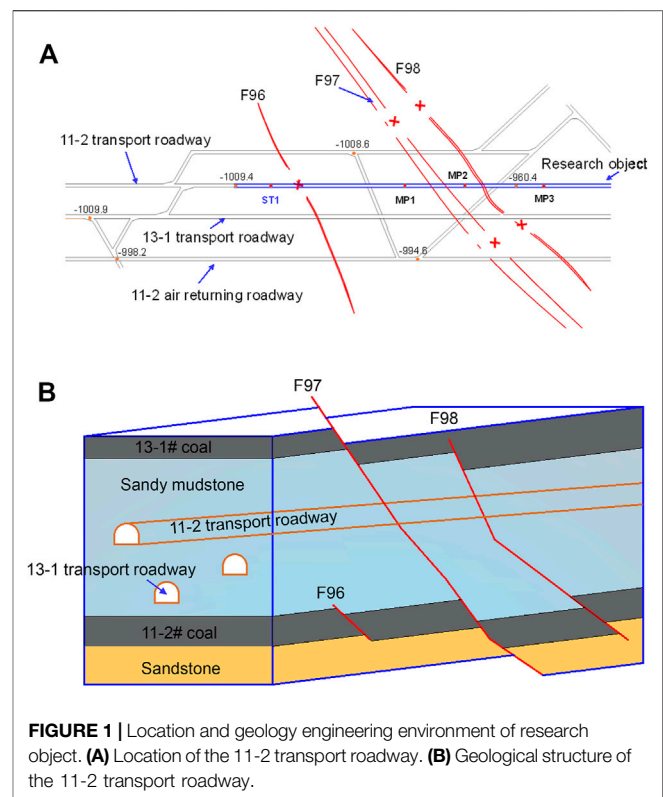 A
F98
F97
F96
11-2 transport roadway
-1008.6
Research object
-1009.4
MP2
-960.4
ST1
MP1
MP3
-1009.9
13-1 transport roadway
-998.2
-994.6
11-2 air returning roadway
B
F97
F98
13-1# coal
Sandy mudstone
11-2 transport roadway
13-1 transport roadway
F96
11-2# coal
Sandstone
FIGURE 1 | Location and geology engineering environment of research
object. (A) Location of the 11-2 transport roadway. (B) Geological structure of
the 11-2 transport roadway.